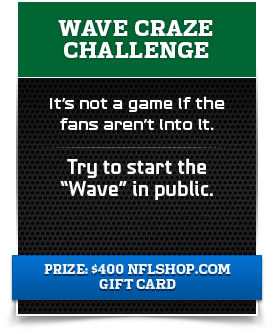 WAVE CRAZE
CHALLENGE
It's not a game if the
fans aren't into it.
Try to start the
"Wave" in public.
PRIZE: $400 NFLSHOP.COM
GIFT CARD